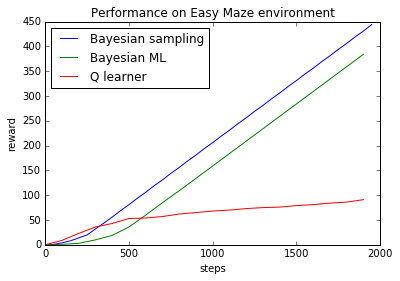 Performance on Easy Maze environment
450
400
350
300
250
200
150
100
50
0
reward
Bayesian sampling
Bayesian ML
Q learner
0 500 1000 1500 2000
steps